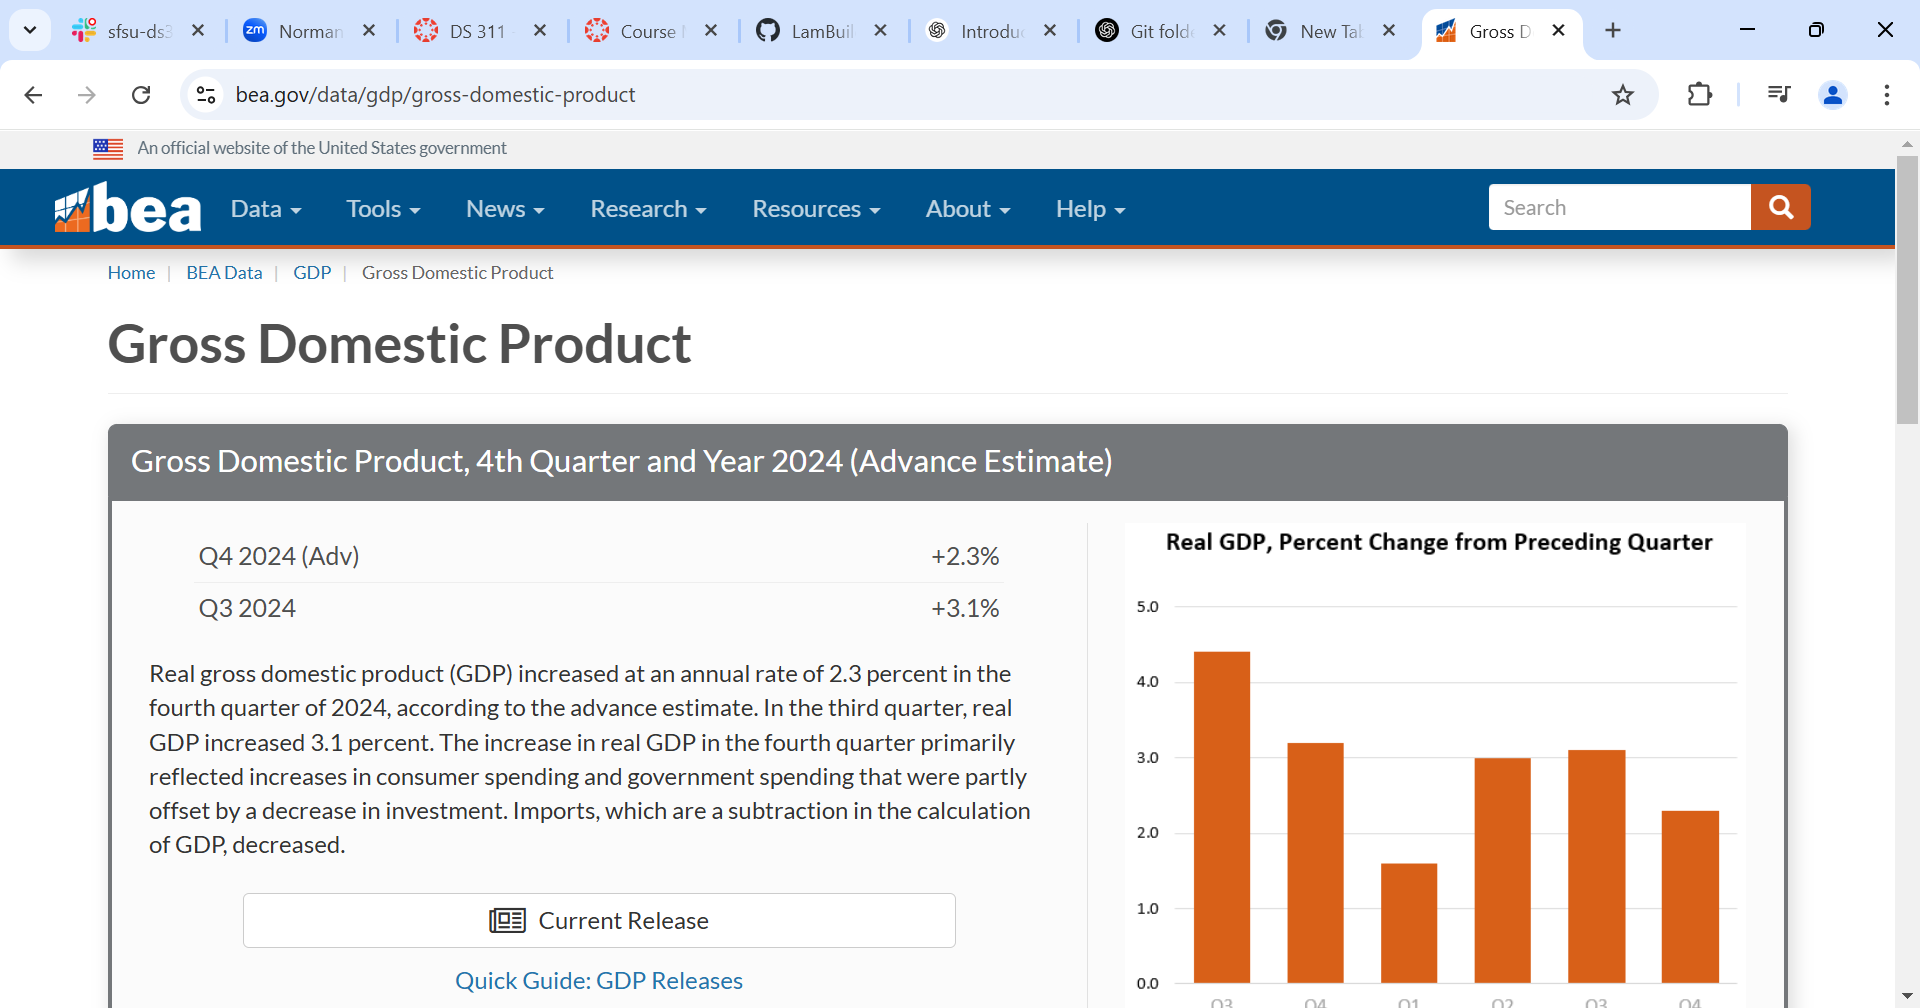 sfsu-ds3
zm
Norman
DS 311
Course
LamBuil
Introdu
Git folde
New Tab
Gross D
bea.gov/data/gdp/gross-domestic-product
An official website of the United States government
bea
Data
Tools
News
Research
Resources
About
Help
Search
Home | BEA Data | GDP | Gross Domestic Product
Gross Domestic Product
Gross Domestic Product, 4th Quarter and Year 2024 (Advance Estimate)
Q4 2024 (Adv) +2.3%
Q3 2024 +3.1%
Real gross domestic product (GDP) increased at an annual rate of 2.3 percent in the
fourth quarter of 2024, according to the advance estimate. In the third quarter, real
GDP increased 3.1 percent. The increase in real GDP in the fourth quarter primarily
reflected increases in consumer spending and government spending that were partly
offset by a decrease in investment. Imports, which are a subtraction in the calculation
of GDP, decreased.
Current Release
Quick Guide: GDP Releases
Real GDP, Percent Change from Preceding Quarter
5.0
4.0
3.0
2.0
1.0
0.0
Q3 Q4 Q1 Q2 Q3 Q4